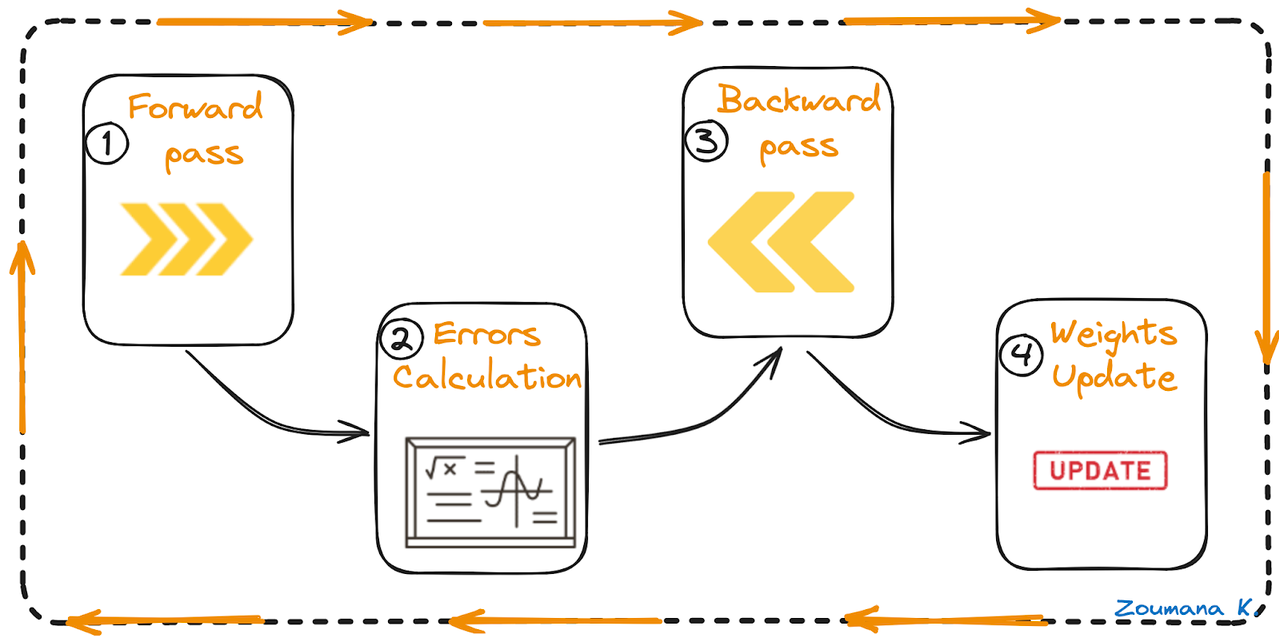 1
Forward
pass
2
Errors
Calculation
√x =
3
Backward
pass
4
Weights
Update
UPDATE
Zoumana K.